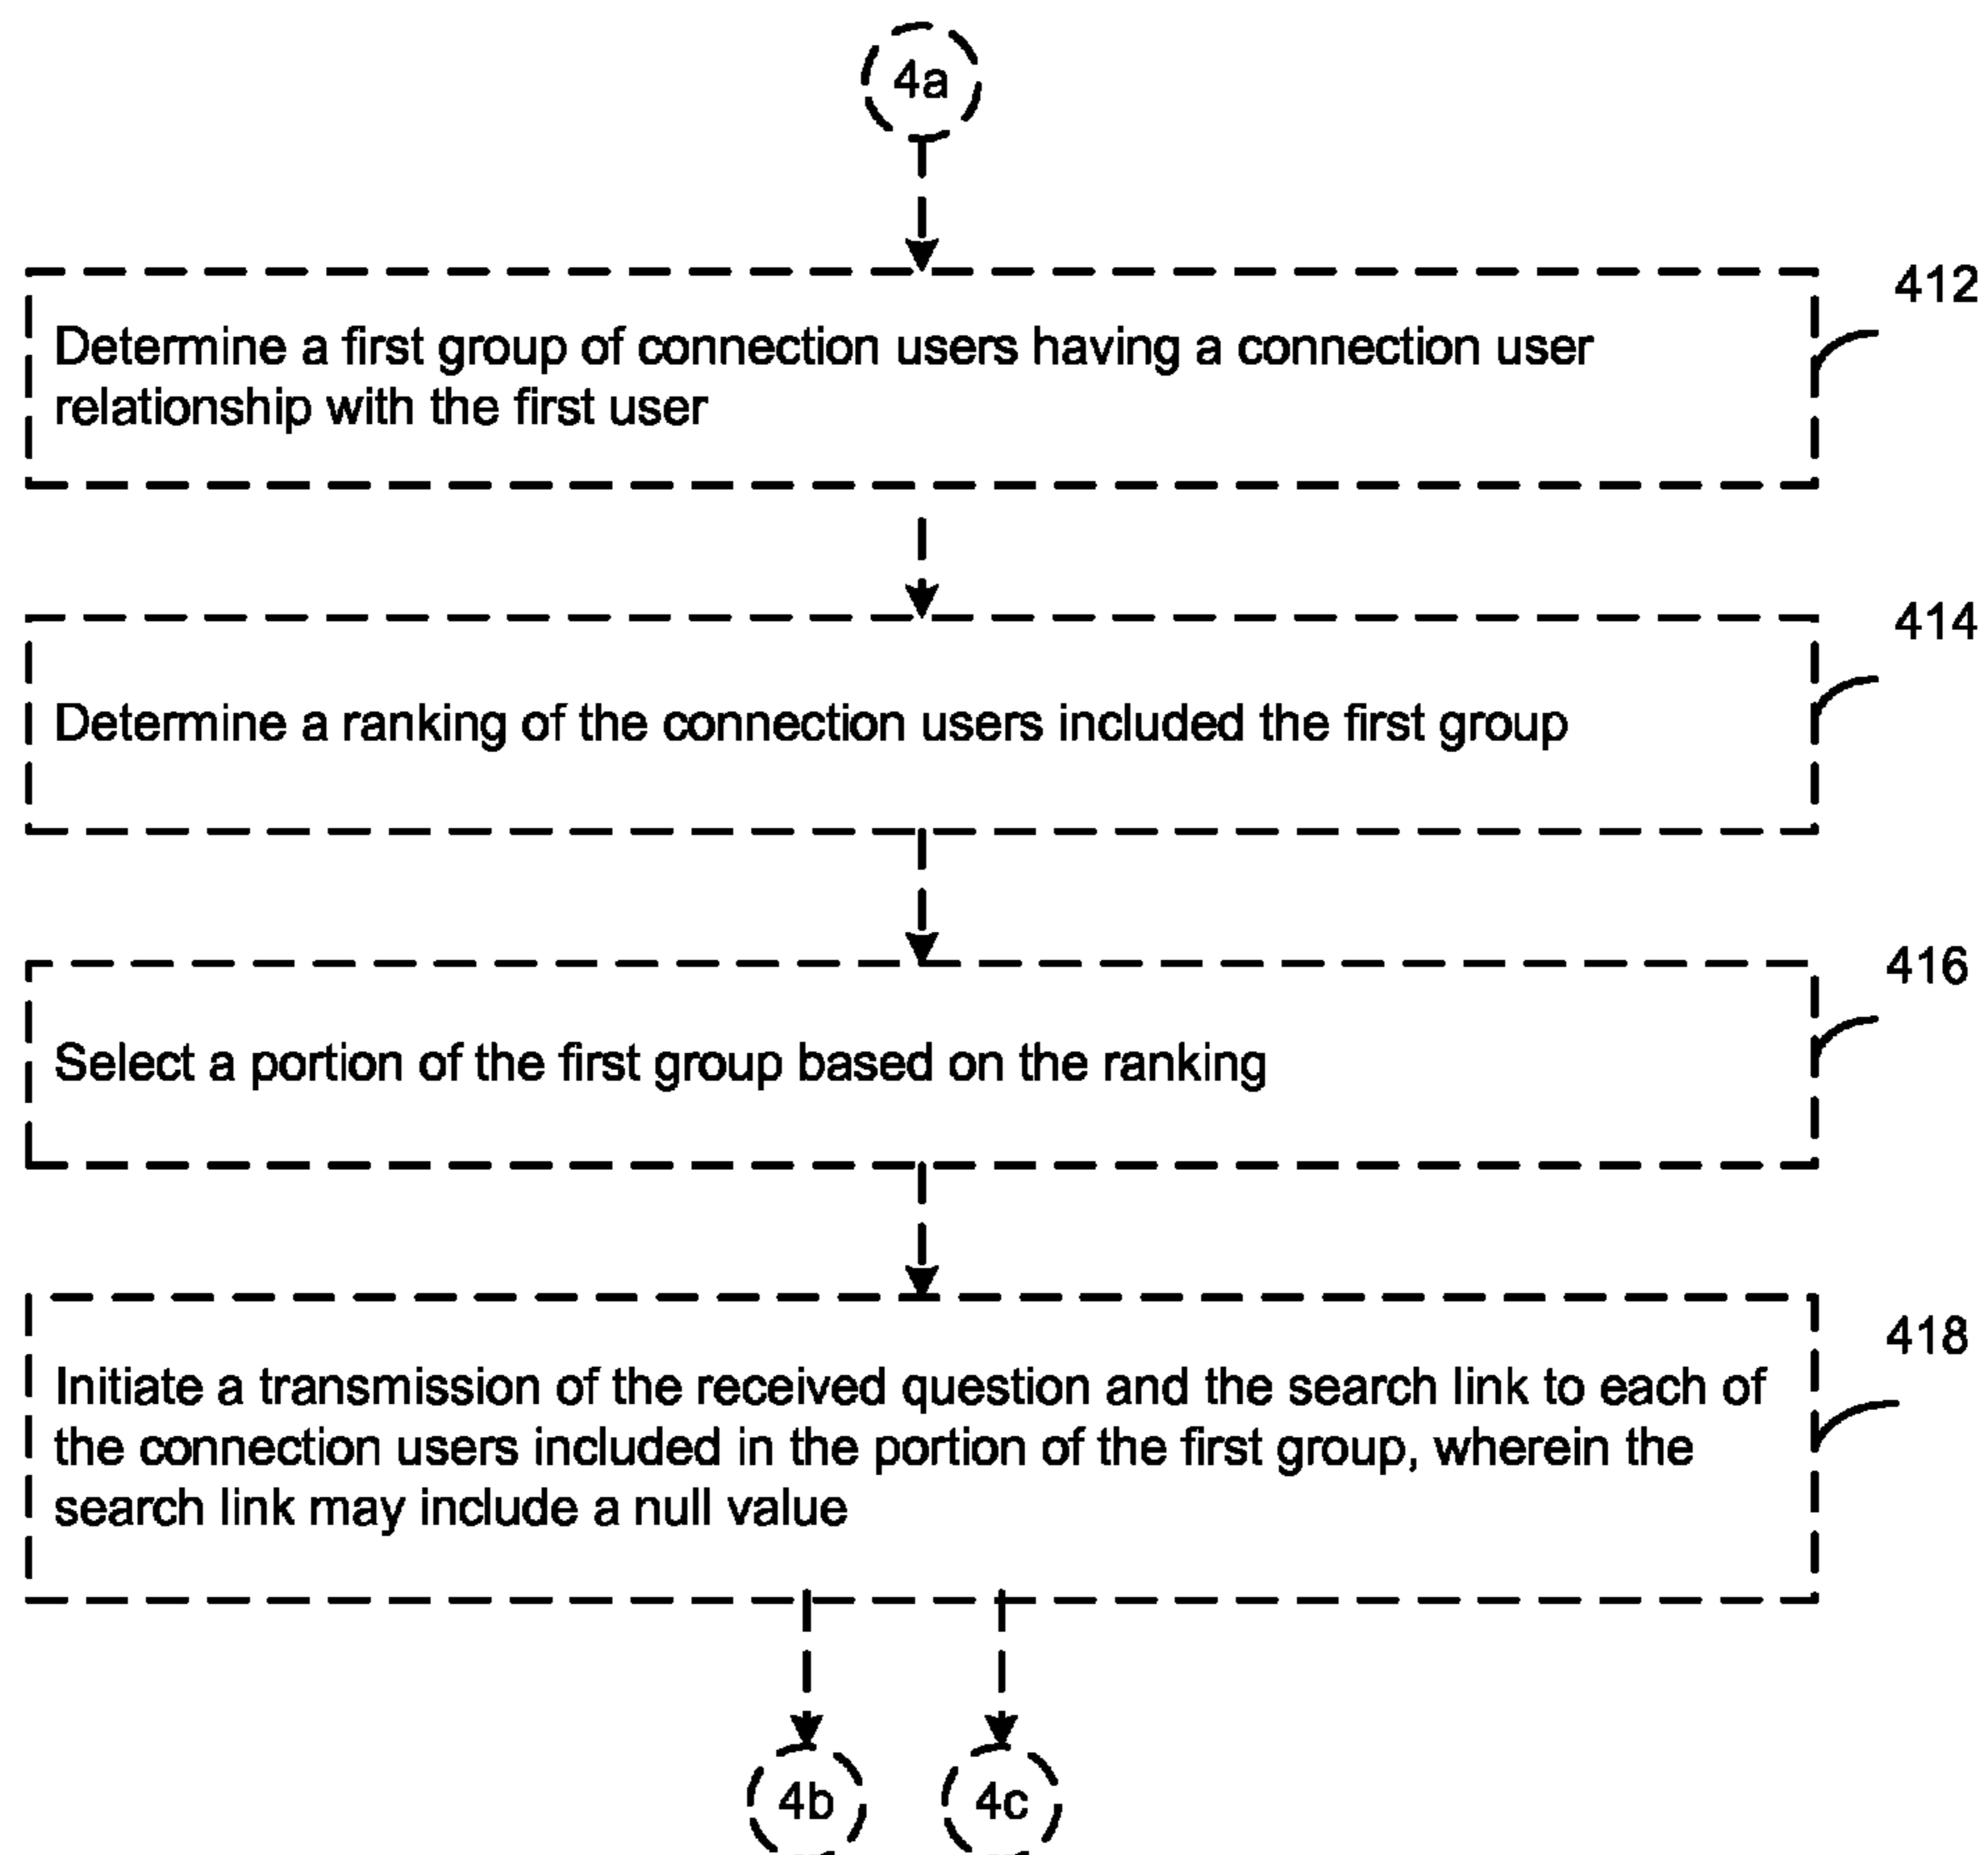 4a
412
Determine a first group of connection users having a connection user
relationship with the first user
414
Determine a ranking of the connection users included the first group
416
Select a portion of the first group based on the ranking
418
Initiate a transmission of the received question and the search link to each of
the connection users included in the portion of the first group, wherein the
search link may include a null value
4b
4c